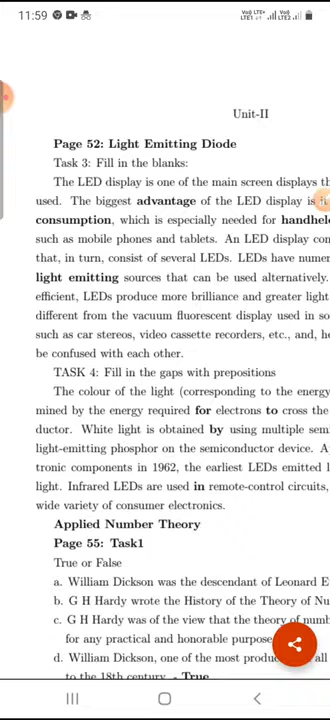 11:59
Unit-II
Page 52: Light Emitting Diode
Task 3: Fill in the blanks:
The LED display is one of the main screen displays th
used. The biggest advantage of the LED display is
consumption, which is especially needed for handhel
such as mobile phones and tablets. An LED display con
that, in turn, consist of several LEDs. LEDs have numer
light emitting sources that can be used alternatively.
efficient, LEDs produce more brilliance and greater light
different from the vacuum fluorescent display used in so
such as car stereos, video cassette recorders, etc., and, he
be confused with each other.
TASK 4: Fill in the gaps with prepositions
The colour of the light (corresponding to the energy
mined by the energy required for electrons to cross the
ductor. White light is obtained by using multiple semi
light-emitting phosphor on the semiconductor device. A
tronic components in 1962, the earliest LEDs emitted l
light. Infrared LEDs are used in remote-control circuits,
wide variety of consumer electronics.
Applied Number Theory
Page 55: Task1
True or False
a. William Dickson was the descendant of Leonard E
b. G H Hardy wrote the History of the Theory of Nu
c. G H Hardy was of the view that the theory of numb
for any practical and honorable purpose
d. William Dickson, one of the most produc all
to the 18th century. - True